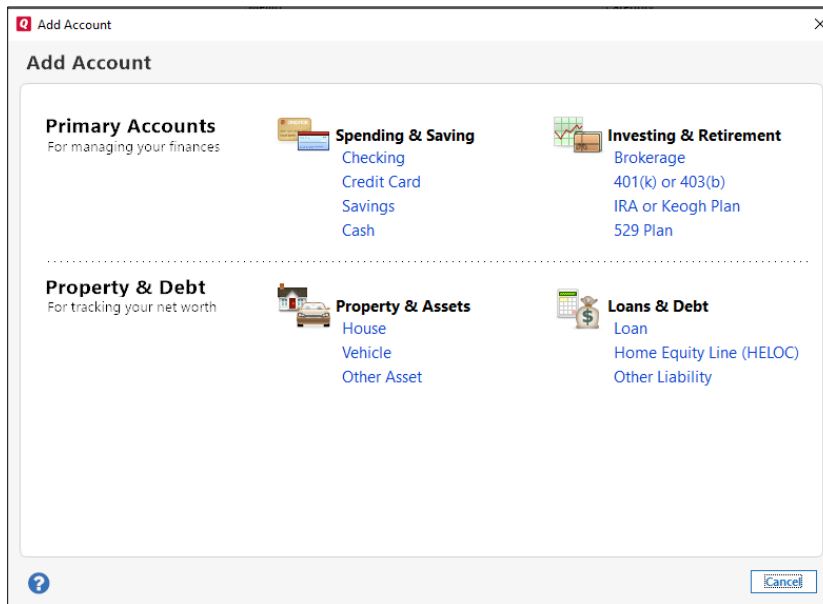 Add Account
Add Account
Primary Accounts
For managing your finances
Spending & Saving
Checking
Credit Card
Savings
Cash
Investing & Retirement
Brokerage
401(k) or 403(b)
IRA or Keogh Plan
529 Plan
Property & Debt
For tracking your net worth
Property & Assets
House
Vehicle
Other Asset
Loans & Debt
Loan
Home Equity Line (HELOC)
Other Liability
Cancel